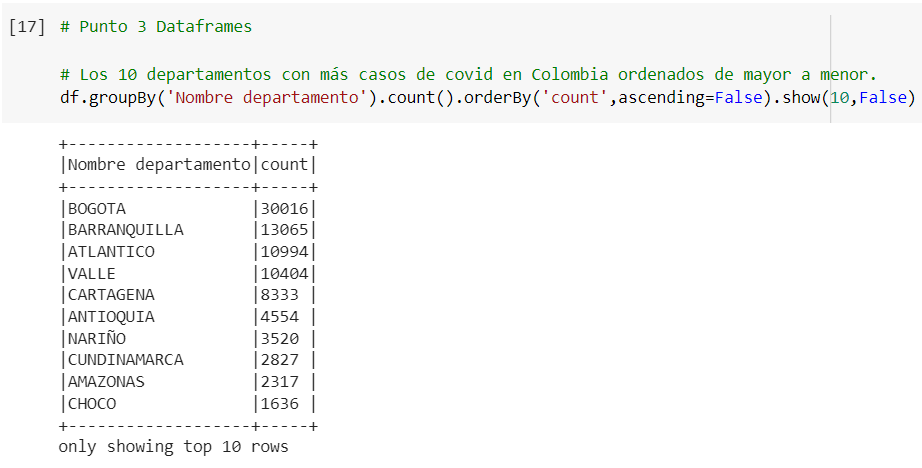 [17] # Punto 3 Dataframes
# Los 10 departamentos con más casos de covid en Colombia ordenados de mayor a menor.
df.groupBy('Nombre departamento').count().orderBy('count',ascending=False).show(10,False)
+-------------------+-----+
|Nombre departamento|count|
+-------------------+-----+
|BOGOTA             |30016|
|BARRANQUILLA       |13065|
|ATLANTICO          |10994|
|VALLE              |10404|
|CARTAGENA          |8333 |
|ANTIOQUIA          |4554 |
|NARIÑO             |3520 |
|CUNDINAMARCA       |2827 |
|AMAZONAS           |2317 |
|CHOCO              |1636 |
+-------------------+-----+
only showing top 10 rows